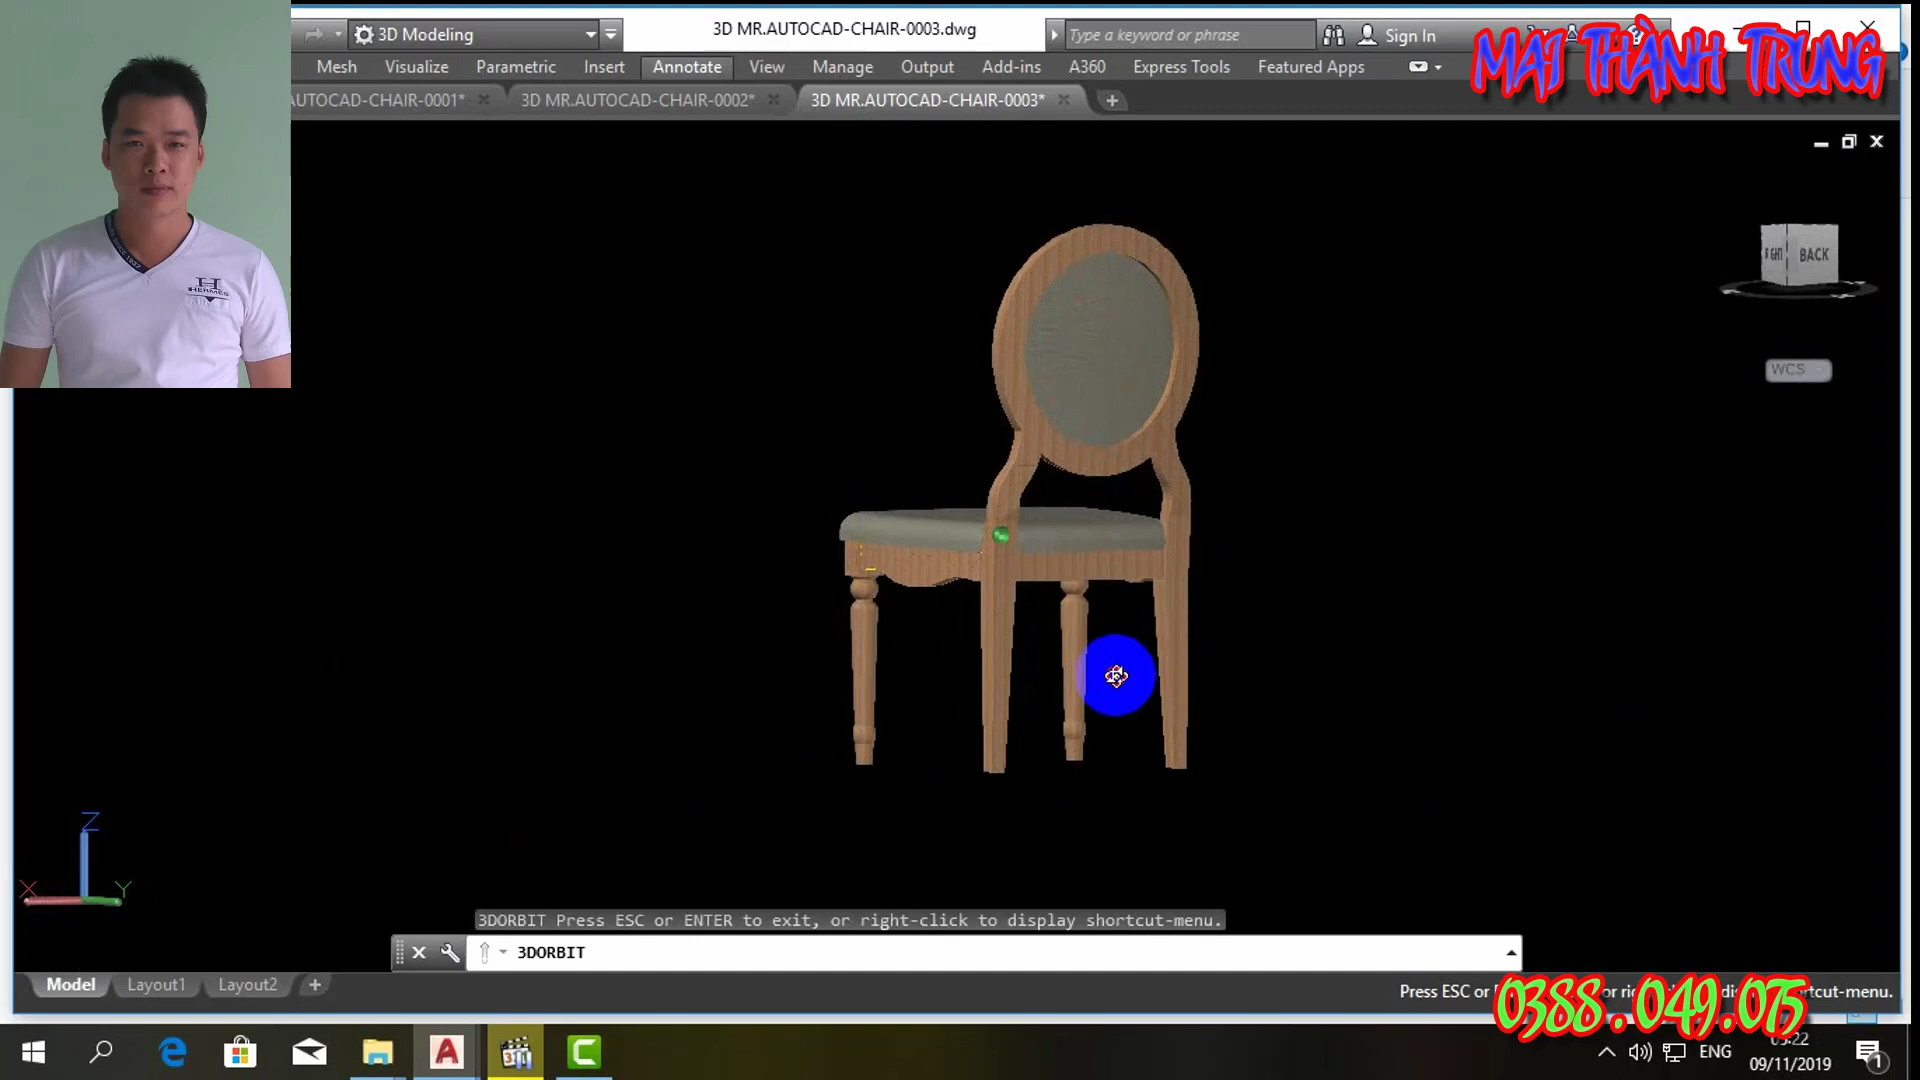 3D Modeling
3D MR.AUTOCAD-CHAIR-0003.dwg
Type a keyword or phrase
Sign In
MAI THÀNH TRUNG
Mesh
Visualize
Parametric
Insert
Annotate
View
Manage
Output
Add-ins
A360
Express Tools
Featured Apps
AUTOCAD-CHAIR-0001*
3D MR.AUTOCAD-CHAIR-0002*
3D MR.AUTOCAD-CHAIR-0003*
BACK
H
HERMES
WCS
Z
X
Y
3DORBIT Press ESC or ENTER to exit, or right-click to display shortcut-menu.
3DORBIT
Model
Layout1
Layout2
Press ESC or
0388.049.075
ENG
09/11/2019
1